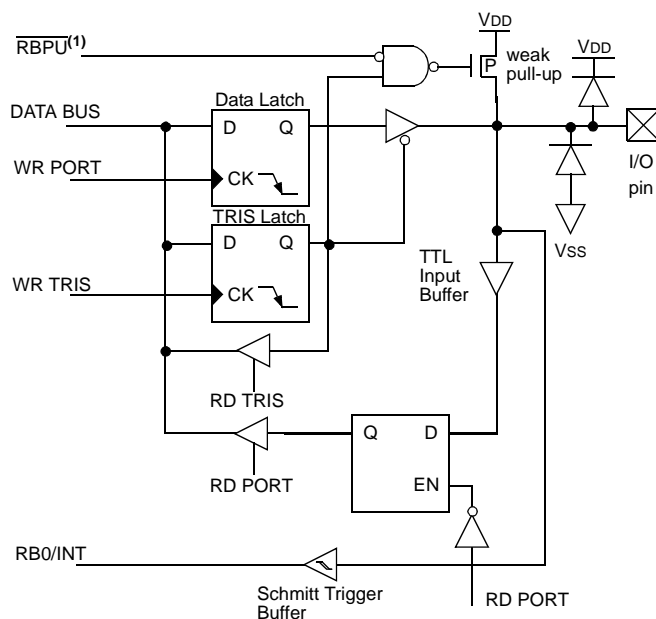 VDD
RBPU(1)
P
weak
pull-up
VDD
DATA BUS
Data Latch
D Q
I/O
pin
WR PORT
CK
TRIS Latch
D Q
VSS
TTL
Input
Buffer
WR TRIS
CK
RD TRIS
Q D
RD PORT
EN
RB0/INT
Schmitt Trigger
Buffer
RD PORT